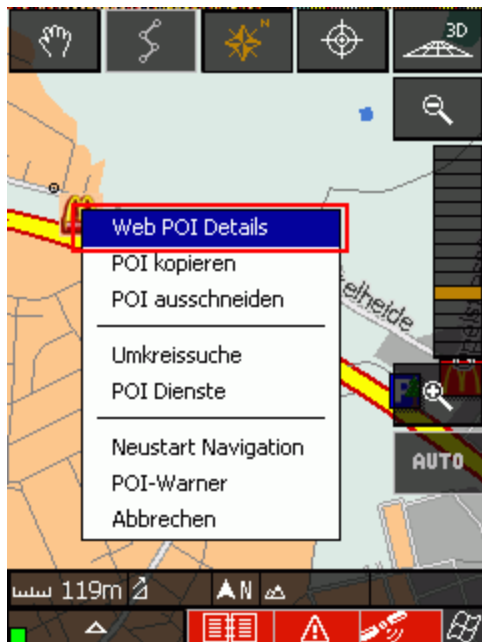 N
3D
Web POI Details
POI kopieren
POI ausschneiden
elheide
Umkreissuche
POI Dienste
P
Neustart Navigation
AUTO
POI-Warner
Abbrechen
119m
N